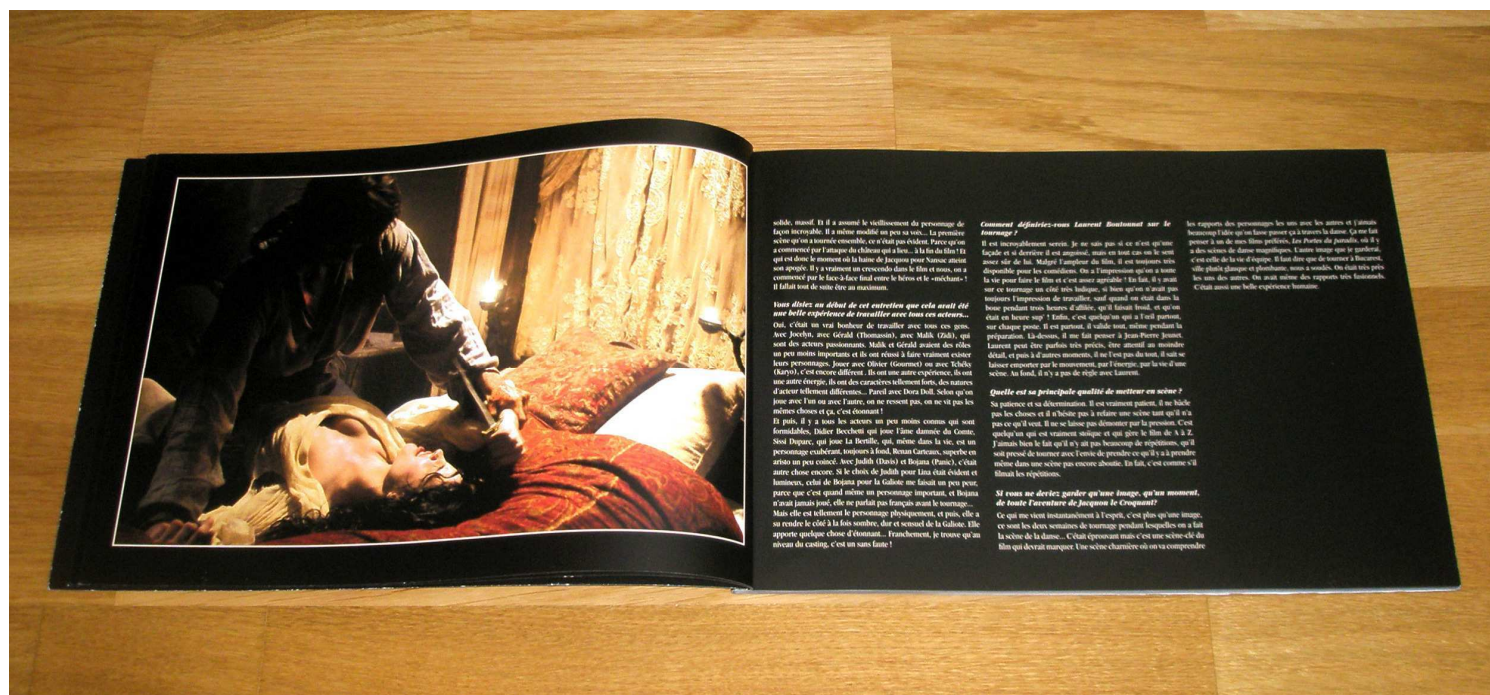 solide, massif. Et il a assumé le vieillissement du personnage de
façon incroyable. Il a même modifié un peu sa voix... La première
scène qu'on a tournée ensemble, ce n'était pas évident. Parce qu'on
a commencé par l'attaque du château qui a lieu... à la fin du film ! Et
qui est donc le moment où la haine de Jacquou pour Nansac atteint
son apogée. Il y a vraiment un crescendo dans le film et nous, on a
commencé par le face-à-face final entre le héros et le «méchant» !
Il fallait tout de suite être au maximum.
Vous disiez au début de cet entretien que cela avait été
une belle expérience de travailler avec tous ces acteurs...
Oui, c'était un vrai bonheur de travailler avec tous ces gens.
Avec Jocelyn, avec Gérald (Thomassin), avec Malik (Zidi), qui
sont des acteurs passionnants. Malik et Gérald avaient des rôles
un peu moins importants et ils ont réussi à faire vraiment exister
leurs personnages. Jouer avec Olivier (Gourmet) ou avec Tchéky
(Karyo), c'est encore différent . Ils ont une autre expérience, ils ont
une autre énergie, ils ont des caractères tellement forts, des natures
d'acteur tellement différentes... Pareil avec Dora Doll. Selon qu'on
joue avec l'un ou avec l'autre, on ne ressent pas, on ne vit pas les
mêmes choses et ça, c'est étonnant !
Et puis, il y a tous les acteurs un peu moins connus qui sont
formidables, Didier Becchetti qui joue l'âme damnée du Comte,
Sissi Duparc, qui joue La Bertille, qui, même dans la vie, est un
personnage exubérant, toujours à fond, Renan Carteaux, superbe en
aristo un peu coincé. Avec Judith (Davis) et Bojana (Panic), c'était
autre chose encore. Si le choix de Judith pour Lina était évident et
lumineux, celui de Bojana pour la Galiote me faisait un peu peur,
parce que c'est quand même un personnage important, et Bojana
n'avait jamais joué, elle ne parlait pas français avant le tournage...
Mais elle est tellement le personnage physiquement, et puis, elle a
su rendre le côté à la fois sombre, dur et sensuel de la Galiote. Elle
apporte quelque chose d'étonnant... Franchement, je trouve qu'au
niveau du casting, c'est un sans faute !
Comment définiriez-vous Laurent Boutonnat sur le
tournage ?
Il est incroyablement serein. Je ne sais pas si ce n'est qu'une
façade et si derrière il est angoissé, mais en tout cas on le sent
assez sûr de lui. Malgré l'ampleur du film, il est toujours très
disponible pour les comédiens. On a l'impression qu'on a toute
la vie pour faire le film et c'est assez agréable ! En fait, il y avait
sur ce tournage un côté très ludique, si bien qu'on n'avait pas
toujours l'impression de travailler, sauf quand on était dans la
boue pendant trois heures d'affilée, qu'il faisait froid, et qu'on
était en heure sup' ! Enfin, c'est quelqu'un qui a l'œil partout,
sur chaque poste. Il est partout, il valide tout, même pendant la
préparation. Là-dessus, il me fait penser à Jean-Pierre Jeunet.
Laurent peut être parfois très précis, être attentif au moindre
détail, et puis à d'autres moments, il ne l'est pas du tout, il sait se
laisser emporter par le mouvement, par l'énergie, par la vie d'une
scène. Au fond, il n'y a pas de règle avec Laurent.
Quelle est sa principale qualité de metteur en scène ?
Sa patience et sa détermination. Il est vraiment patient, il ne bâcle
pas les choses et il n'hésite pas à refaire une scène tant qu'il n'a
pas ce qu'il veut. Il ne se laisse pas démonter par la pression. C'est
quelqu'un qui est vraiment stoïque et qui gère le film de A à Z.
J'aimais bien le fait qu'il n'y ait pas beaucoup de répétitions, qu'il
soit pressé de tourner avec l'envie de prendre ce qu'il y a à prendre
même dans une scène pas encore aboutie. En fait, c'est comme s'il
filmait les répétitions.
Si vous ne deviez garder qu'une image, qu'un moment,
de toute l'aventure de Jacquou le Croquant?
Ce qui me vient instantanément à l'esprit, c'est plus qu'une image,
ce sont les deux semaines de tournage pendant lesquelles on a fait
la scène de la danse... C'était éprouvant mais c'est une scène-clé du
film qui devrait marquer. Une scène charnière où on va comprendre
les rapports des personnages les uns avec les autres et j'aimais
beaucoup l'idée qu'on fasse passer ça à travers la danse. Ça me fait
penser à un de mes films préférés, Les Portes du paradis, où il y
a des scènes de danse magnifiques. L'autre image que je garderai,
c'est celle de la vie d'équipe. Il faut dire que de tourner à Bucarest,
ville plutôt glauque et plombante, nous a soudés. On était très près
les uns des autres. On avait même des rapports très fusionnels.
C'était aussi une belle expérience humaine.